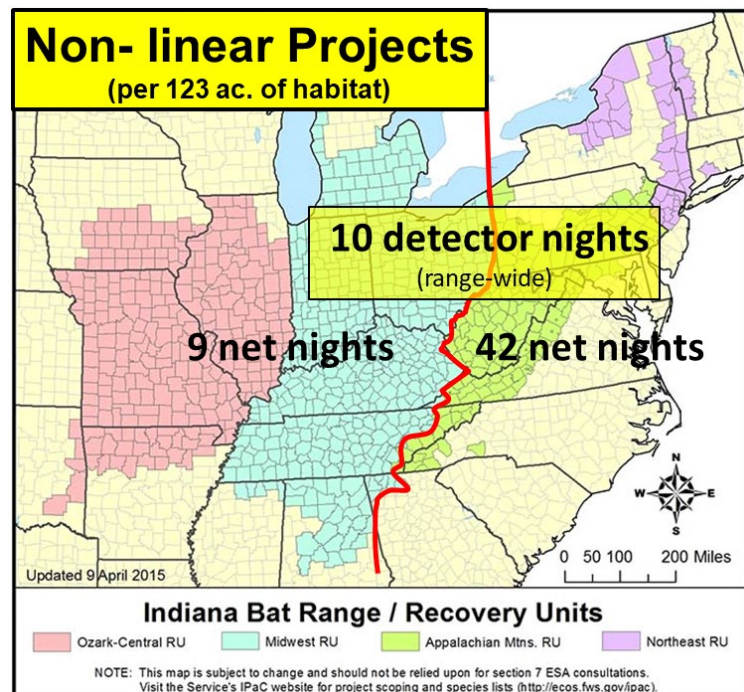 Non- linear Projects
(per 123 ac. of habitat)
10 detector nights
(range-wide)
9 net nights
42 net nights
N
W E
S
0 50 100 200 Miles
Updated 9 April 2015
Indiana Bat Range / Recovery Units
Ozark-Central RU Midwest RU Appalachian Mtns. RU Northeast RU
NOTE: This map is subject to change and should not be relied upon for section 7 ESA consultations.
Visit the Service's IPaC website for project scoping and species lists (http://ecos.fws.gov/ipac).